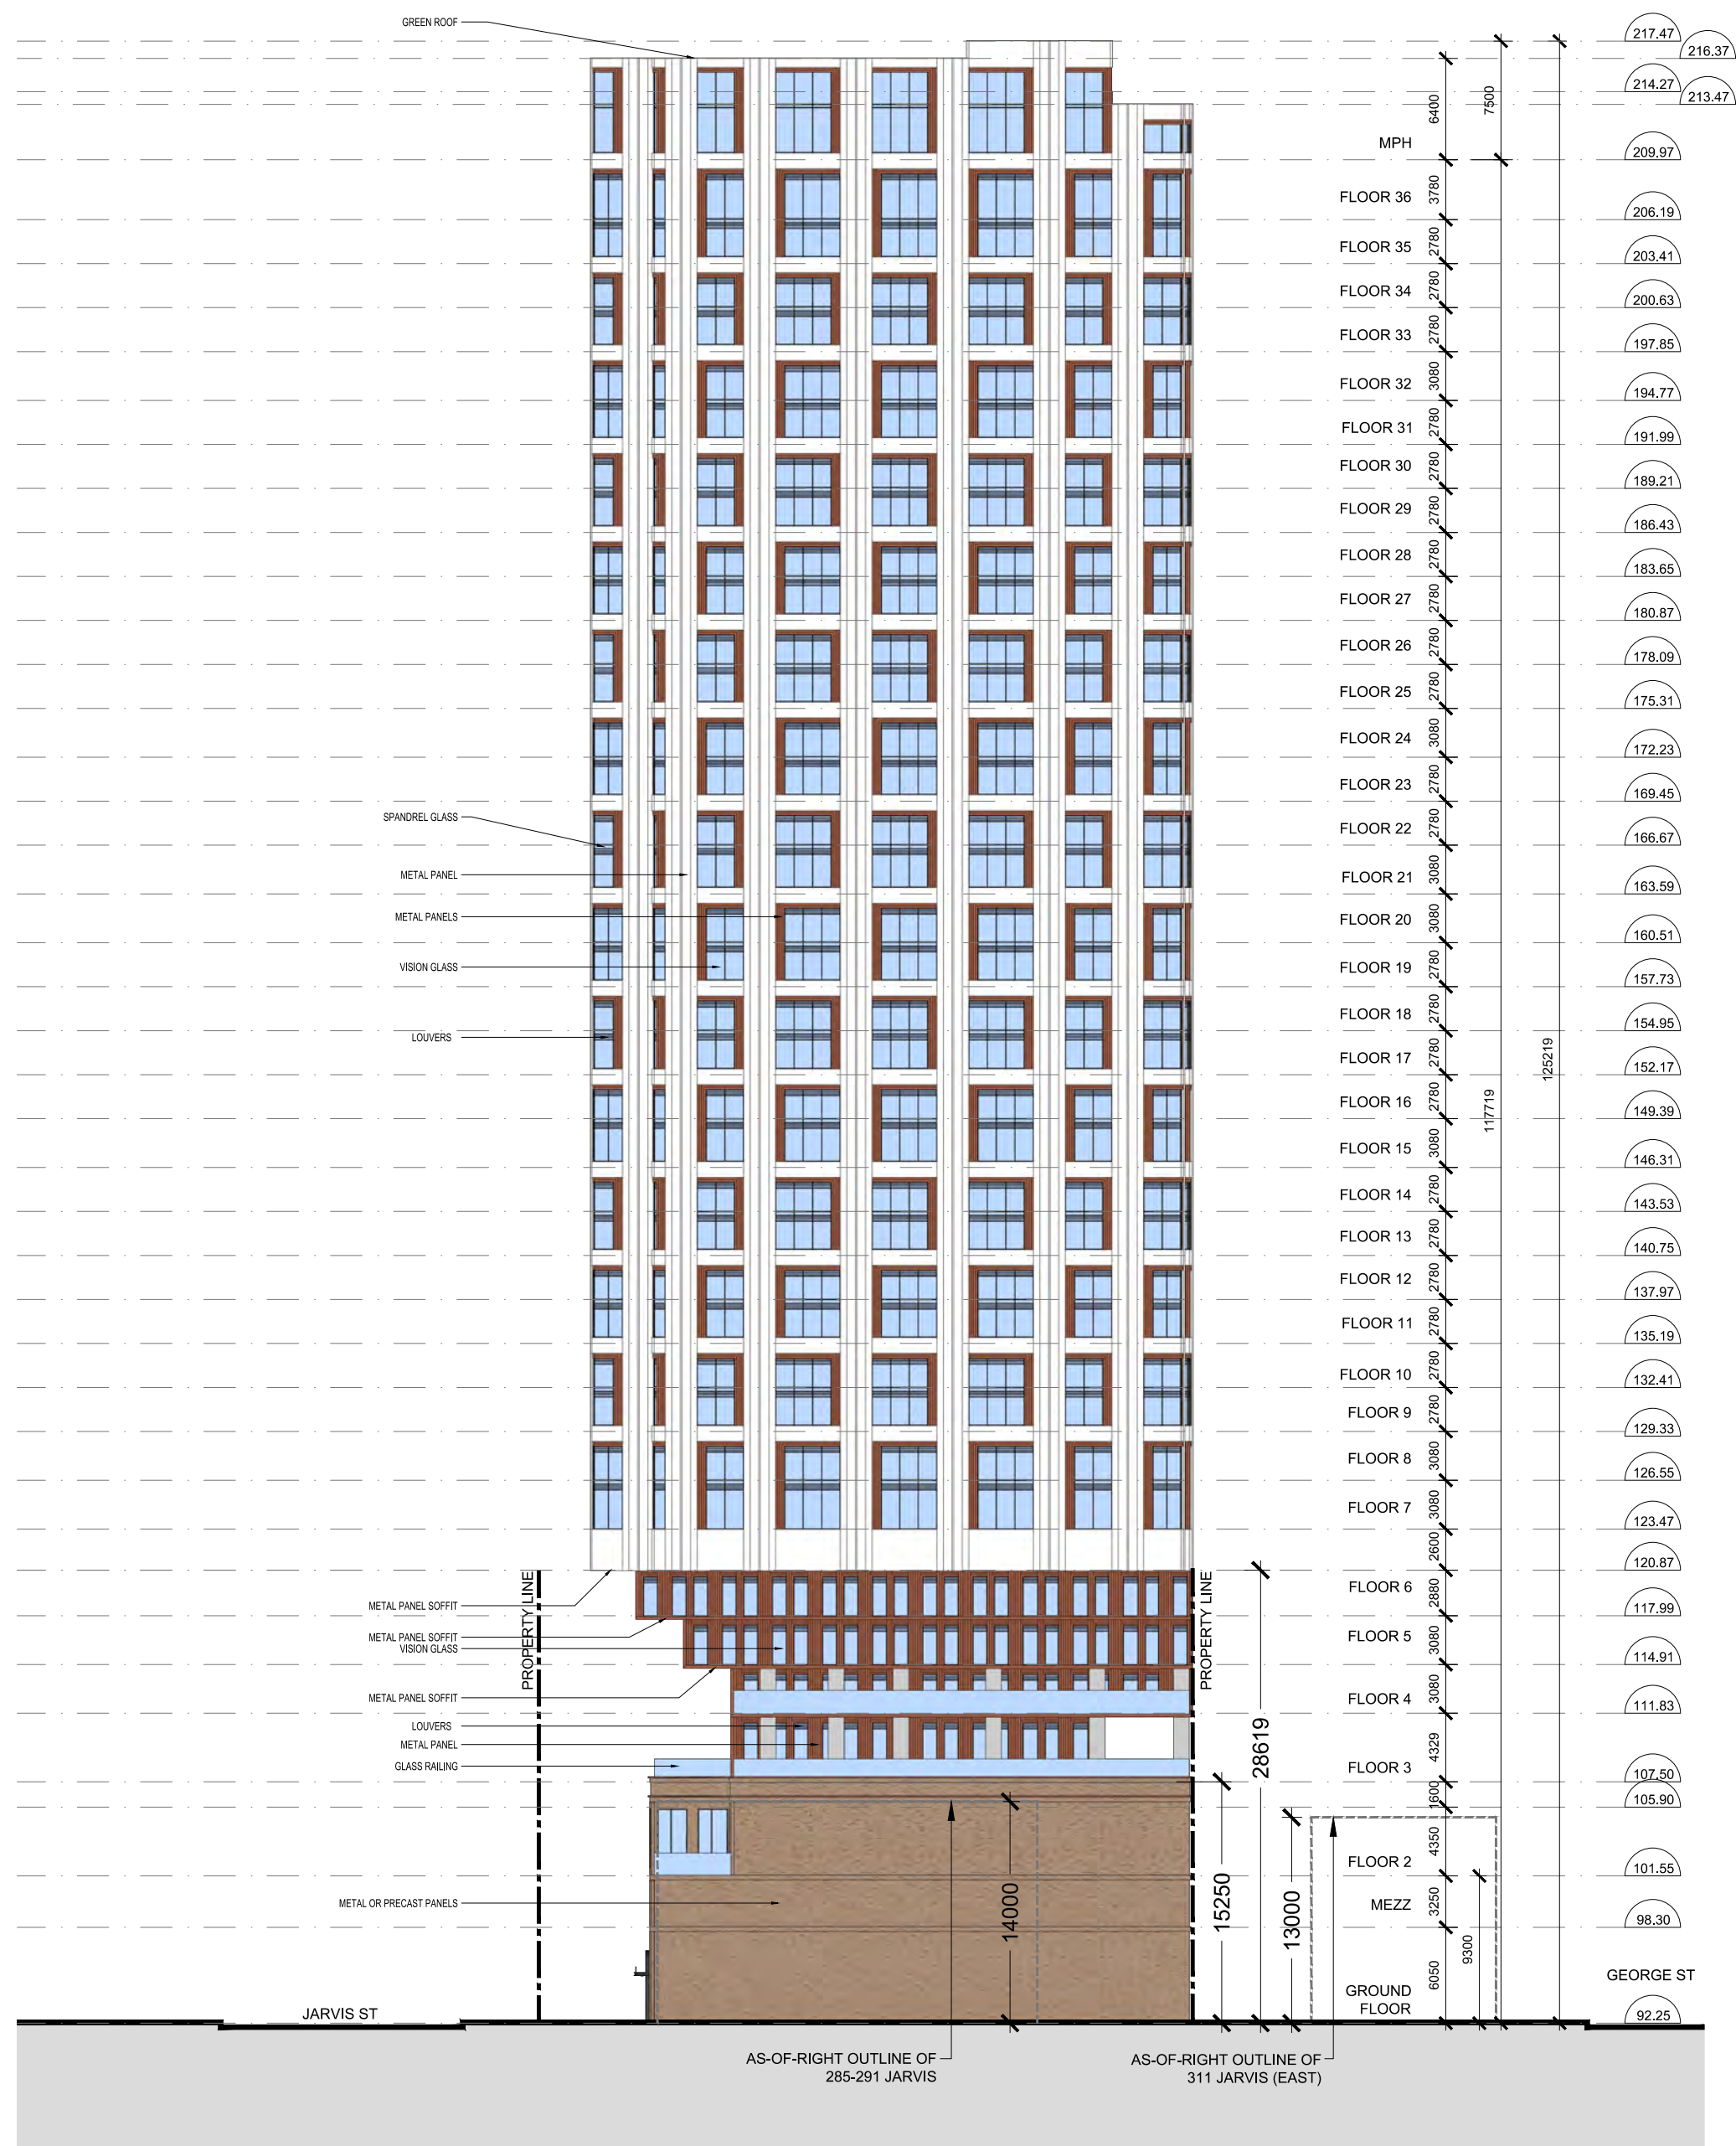 GREEN ROOF
217.47
216.37
214.27
213.47
6400
7500
MPH
209.97
FLOOR 36
3780
206.19
FLOOR 35
2780
203.41
FLOOR 34
2780
200.63
FLOOR 33
2780
197.85
FLOOR 32
3080
194.77
FLOOR 31
2780
191.99
FLOOR 30
2780
189.21
FLOOR 29
2780
186.43
FLOOR 28
2780
183.65
FLOOR 27
2780
180.87
FLOOR 26
2780
178.09
FLOOR 25
2780
175.31
FLOOR 24
3080
172.23
FLOOR 23
2780
169.45
SPANDREL GLASS
FLOOR 22
2780
166.67
METAL PANEL
FLOOR 21
3080
163.59
METAL PANELS
FLOOR 20
3080
160.51
VISION GLASS
FLOOR 19
2780
157.73
LOUVERS
FLOOR 18
2780
154.95
FLOOR 17
2780
152.17
125219
117719
FLOOR 16
2780
149.39
FLOOR 15
3080
146.31
FLOOR 14
2780
143.53
FLOOR 13
2780
140.75
FLOOR 12
2780
137.97
FLOOR 11
2780
135.19
FLOOR 10
2780
132.41
FLOOR 9
2780
129.33
FLOOR 8
3080
126.55
FLOOR 7
3080
123.47
2600
120.87
PROPERTY LINE
PROPERTY LINE
METAL PANEL SOFFIT
FLOOR 6
2880
117.99
METAL PANEL SOFFIT
VISION GLASS
FLOOR 5
3080
114.91
METAL PANEL SOFFIT
FLOOR 4
3080
111.83
LOUVERS
METAL PANEL
28619
4329
GLASS RAILING
FLOOR 3
107.50
1600
105.90
4350
FLOOR 2
101.55
METAL OR PRECAST PANELS
14000
15250
13000
MEZZ
3250
98.30
9300
6050
GEORGE ST
GROUND
FLOOR
JARVIS ST
92.25
AS-OF-RIGHT OUTLINE OF
285-291 JARVIS
AS-OF-RIGHT OUTLINE OF
311 JARVIS (EAST)